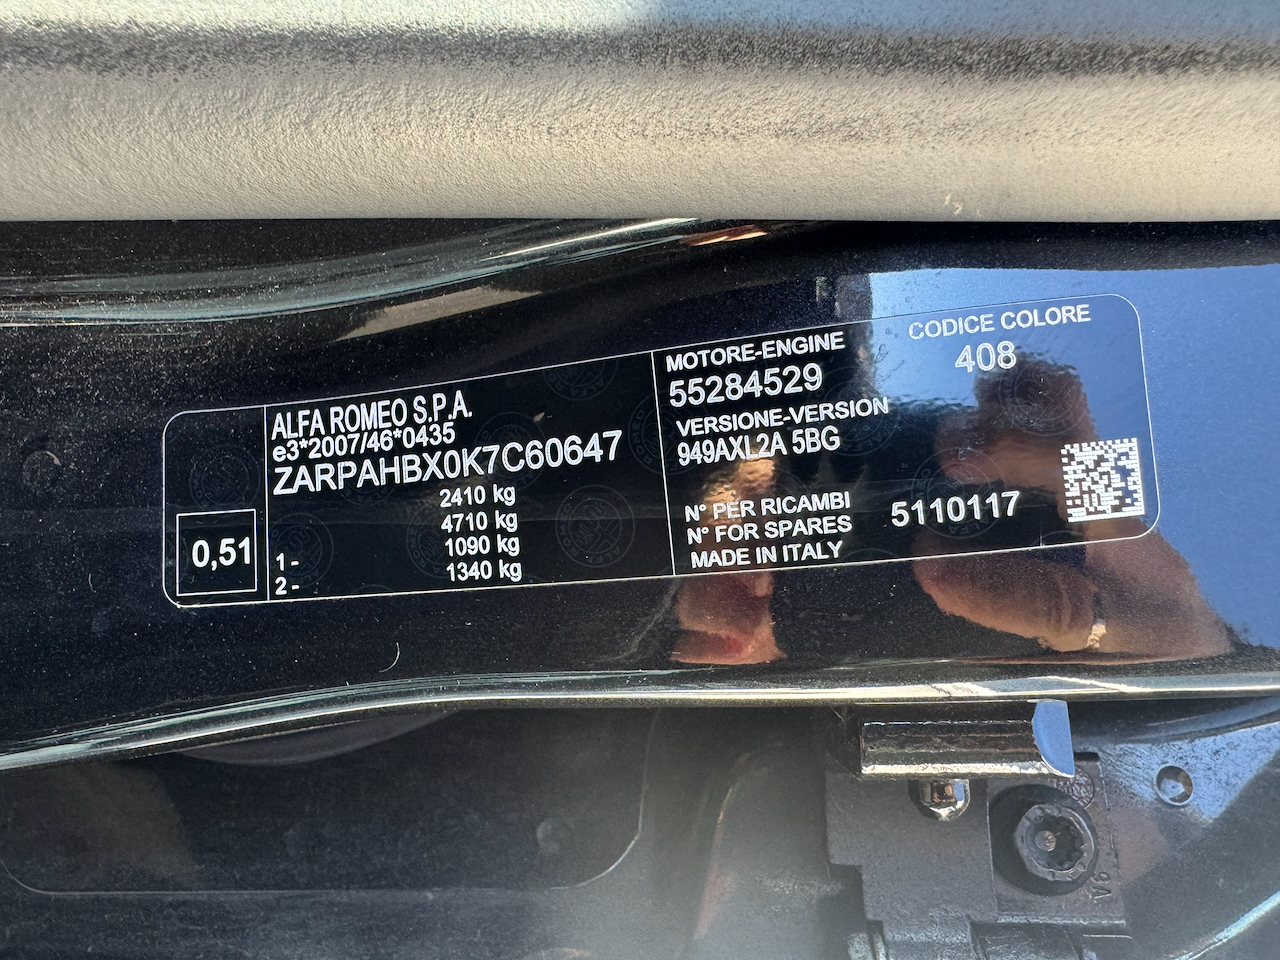 ALFA ROMEO S.P.A.
e3*2007/46*0435
ZARPAHBX0K7C60647
2410 kg
4710 kg
1- 1090 kg
2- 1340 kg
0,51
MOTORE-ENGINE
55284529
VERSIONE-VERSION
949AXL2A 5BG
CODICE COLORE
408
N° PER RICAMBI
N° FOR SPARES
5110117
MADE IN ITALY